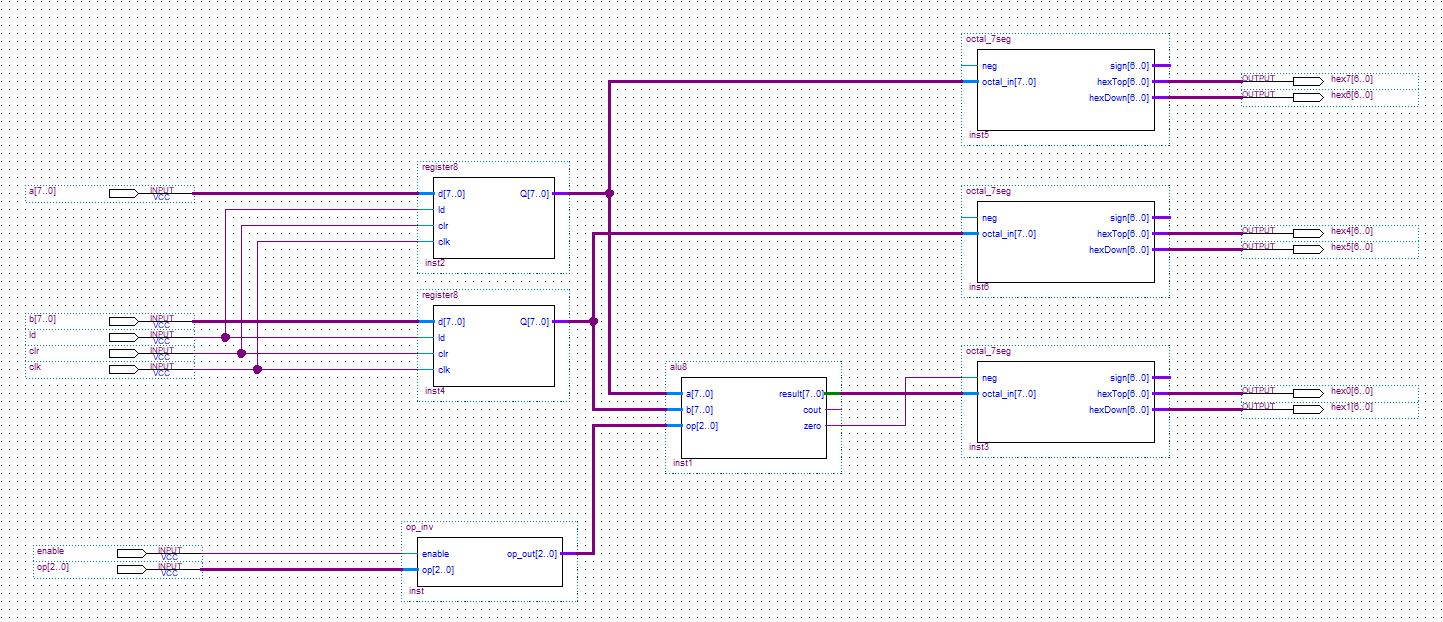 octal_7seg
neg sign[6..0]
octal_in[7..0] hexTop[6..0] OUTPUT hex7[6..0]
hexDown[6..0] OUTPUT hex6[6..0]
inst5
register8
a[7..0] INPUT VCC d[7..0] Q[7..0]
ld
clr
clk
inst2
octal_7seg
neg sign[6..0]
octal_in[7..0] hexTop[6..0] OUTPUT hex4[6..0]
hexDown[6..0] OUTPUT hex5[6..0]
inst6
register8
b[7..0] INPUT VCC d[7..0] Q[7..0]
ld INPUT VCC ld
clr INPUT VCC clr
clk INPUT VCC clk
inst4
alu8
a[7..0] result[7..0]
b[7..0] cout
op[2..0] zero
inst1
octal_7seg
neg sign[6..0]
octal_in[7..0] hexTop[6..0] OUTPUT hex0[6..0]
hexDown[6..0] OUTPUT hex1[6..0]
inst3
op_inv
enable INPUT VCC enable op_out[2..0]
op[2..0] INPUT VCC op[2..0]
inst